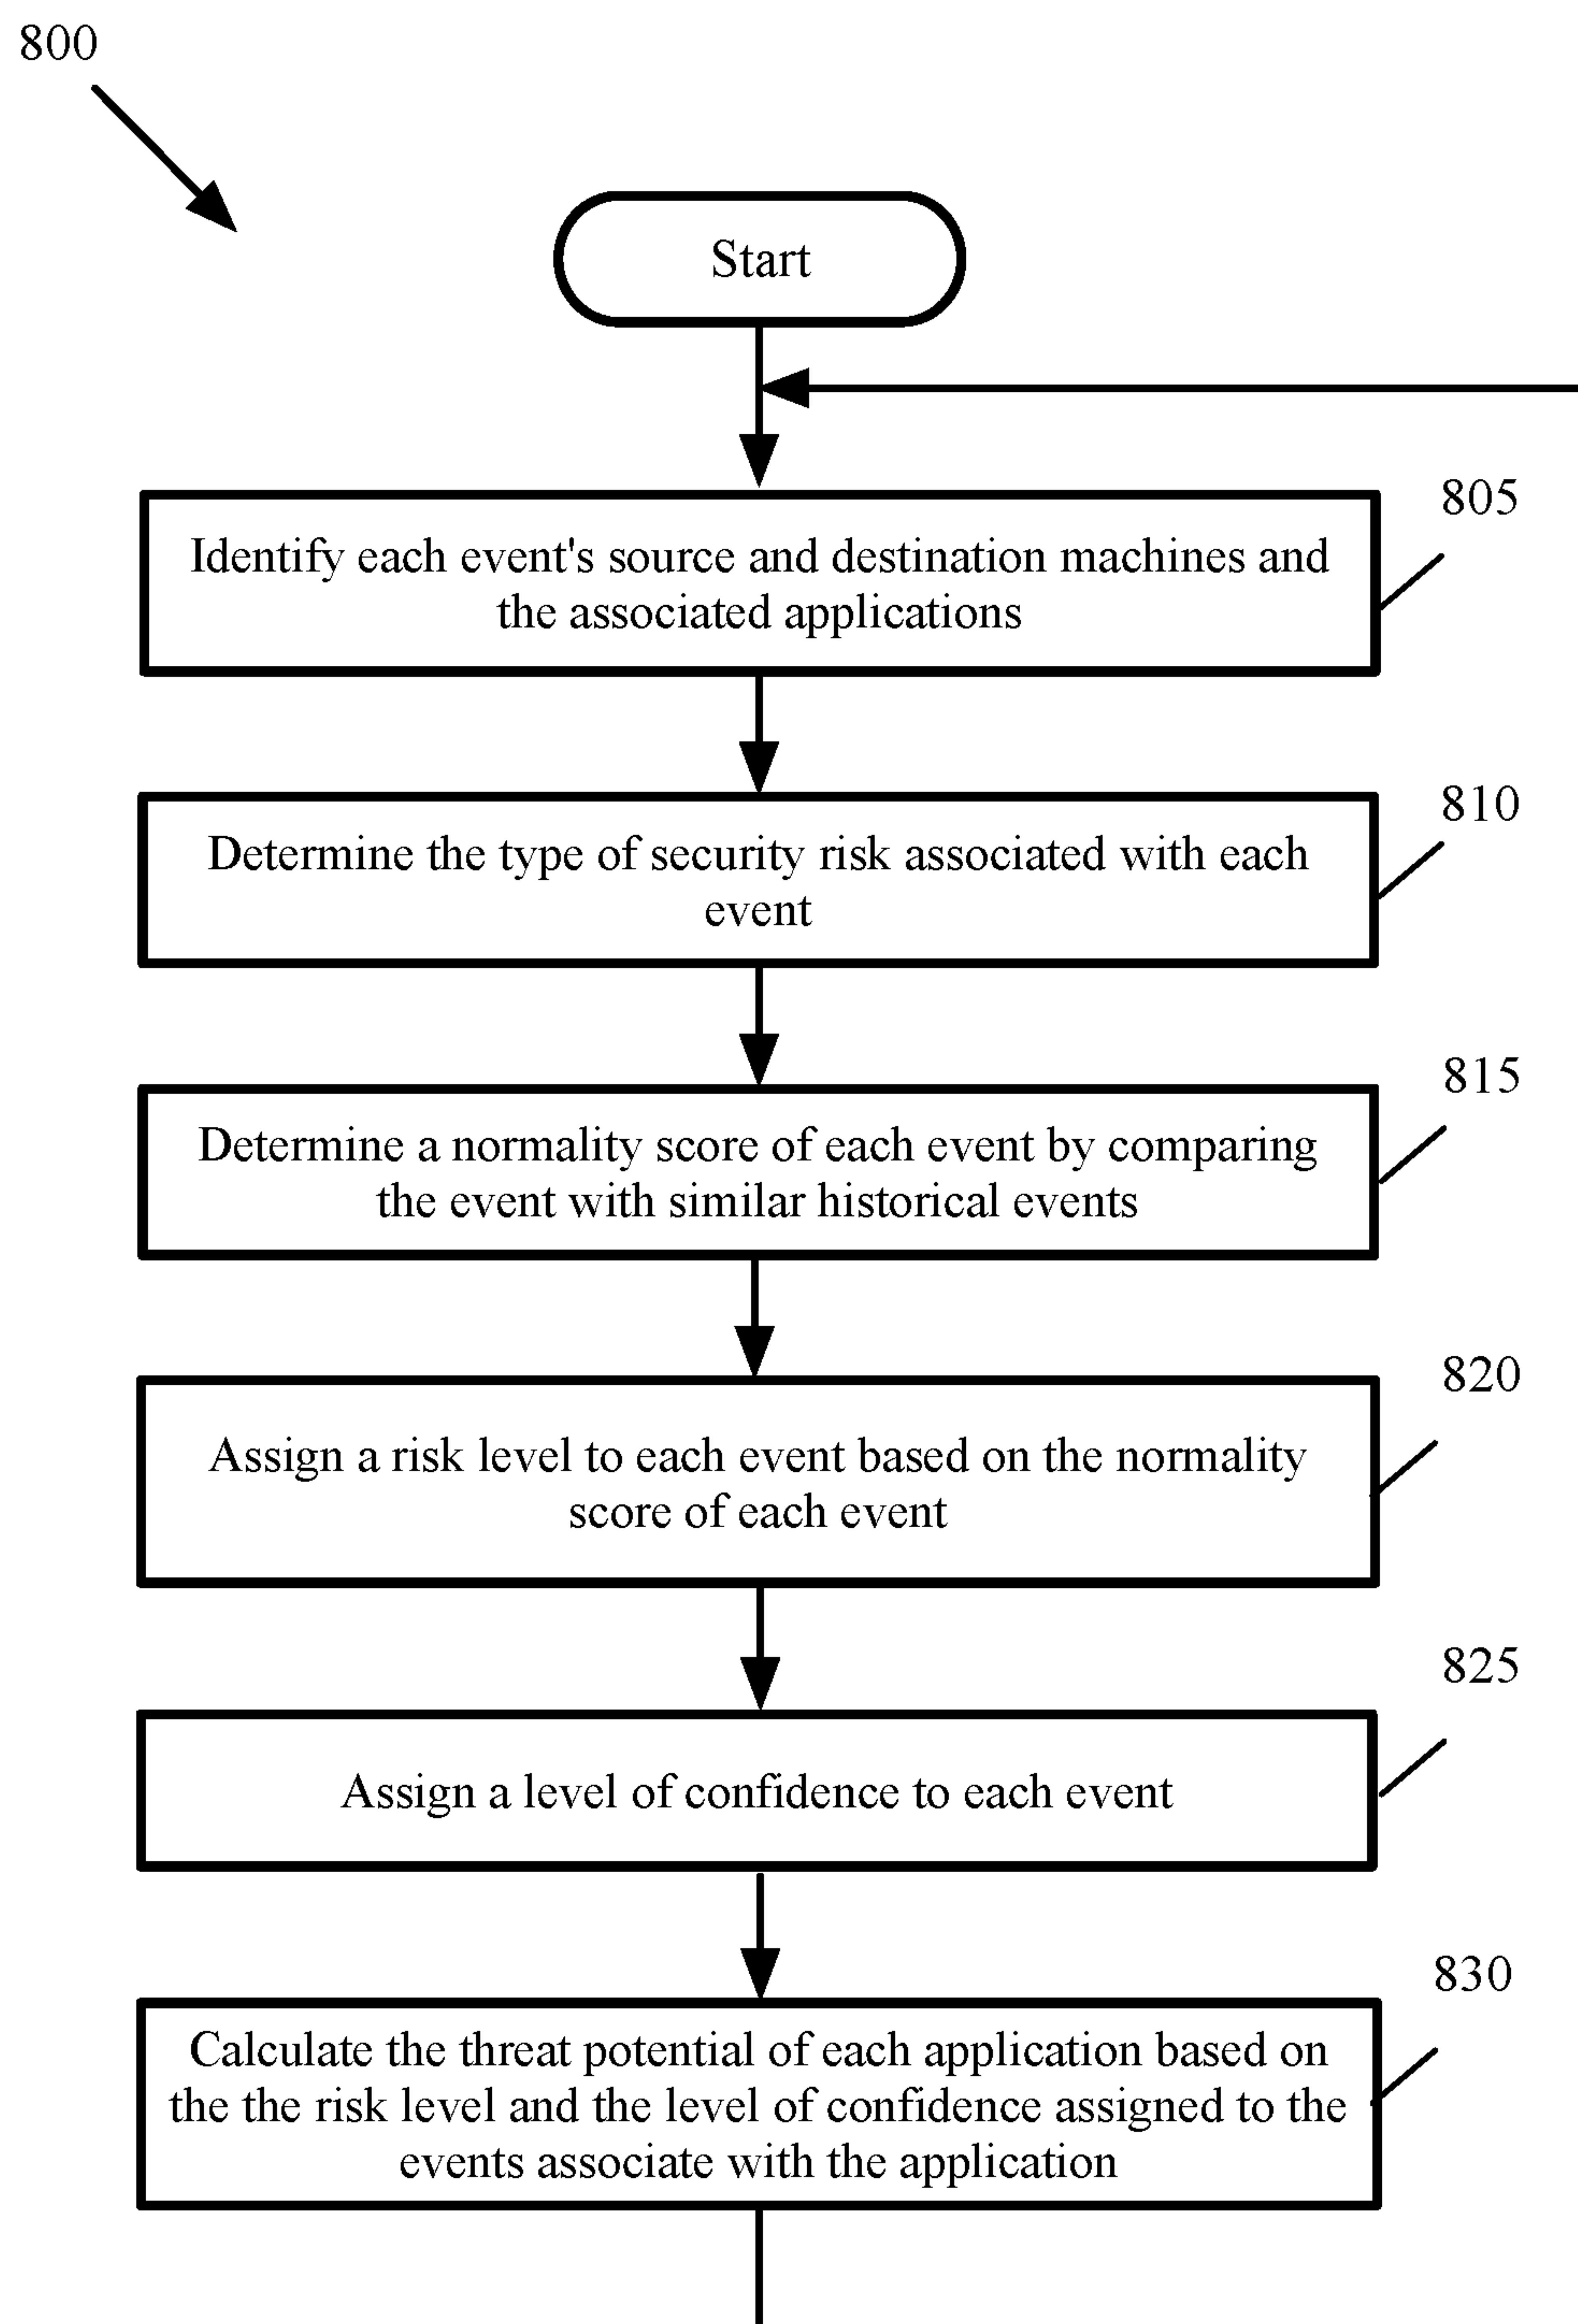 800
Start
805
Identify each event's source and destination machines and
the associated applications
810
Determine the type of security risk associated with each
event
815
Determine a normality score of each event by comparing
the event with similar historical events
820
Assign a risk level to each event based on the normality
score of each event
825
Assign a level of confidence to each event
830
Calculate the threat potential of each application based on
the the risk level and the level of confidence assigned to the
events associate with the application